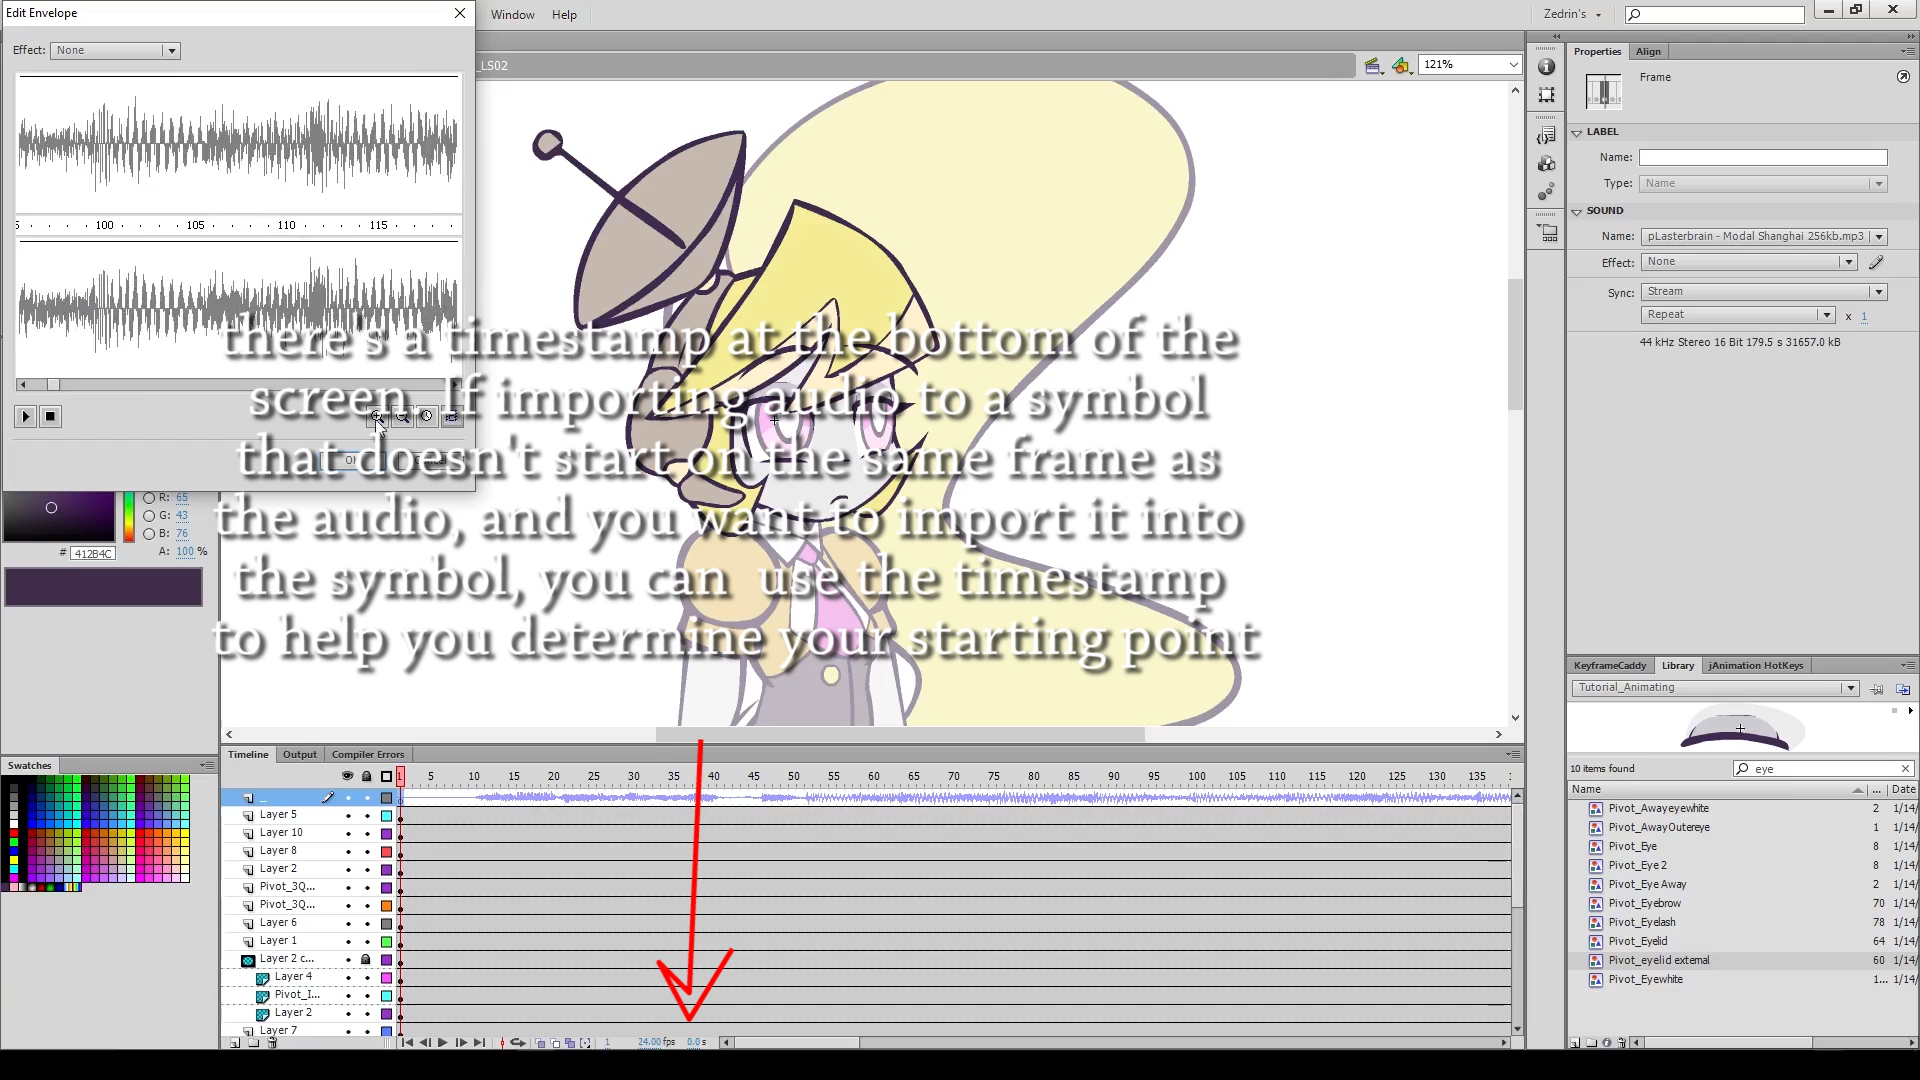 Edit Envelope
Effect: None
100 105 110 115
Window Help
Zedrin's
_LS02
121%
there's a timestamp at the bottom of the
screen. If importing audio to a symbol
that doesn't start on the same frame as
the audio, and you want to import it into
the symbol, you can use the timestamp
to help you determine your starting point
R: 65
G: 43
B: 76
# 412B4C
A: 100 %
Swatches
Timeline Output Compiler Errors
1 5 10 15 20 25 30 35 40 45 50 55 60 65 70 75 80 85 90 95 100 105 110 115 120 125 130 135
Layer 5
Layer 10
Layer 8
Layer 2
Pivot_3Q...
Pivot_3Q...
Layer 6
Layer 1
Layer 2 c...
Layer 4
Pivot_I...
Layer 2
Layer 7
1 24.00 fps 0.0 s
Properties Align
Frame
LABEL
Name:
Type: Name
SOUND
Name: pLasterbrain - Modal Shanghai 256kb.mp3
Effect: None
Sync: Stream
Repeat x 1
44 kHz Stereo 16 Bit 179.5 s 31657.0 kB
KeyframeCaddy Library jAnimation HotKeys
Tutorial_Animating
10 items found eye
Name ... Date
Pivot_Awayeyewhite 2 1/14/
Pivot_AwayOutereye 1 1/14/
Pivot_Eye 8 1/14/
Pivot_Eye 2 8 1/14/
Pivot_Eye Away 2 1/14/
Pivot_Eyebrow 70 1/14/
Pivot_Eyelash 78 1/14/
Pivot_Eyelid 64 1/14/
Pivot_eyelid external 60 1/14/
Pivot_Eyewhite 1... 1/14/